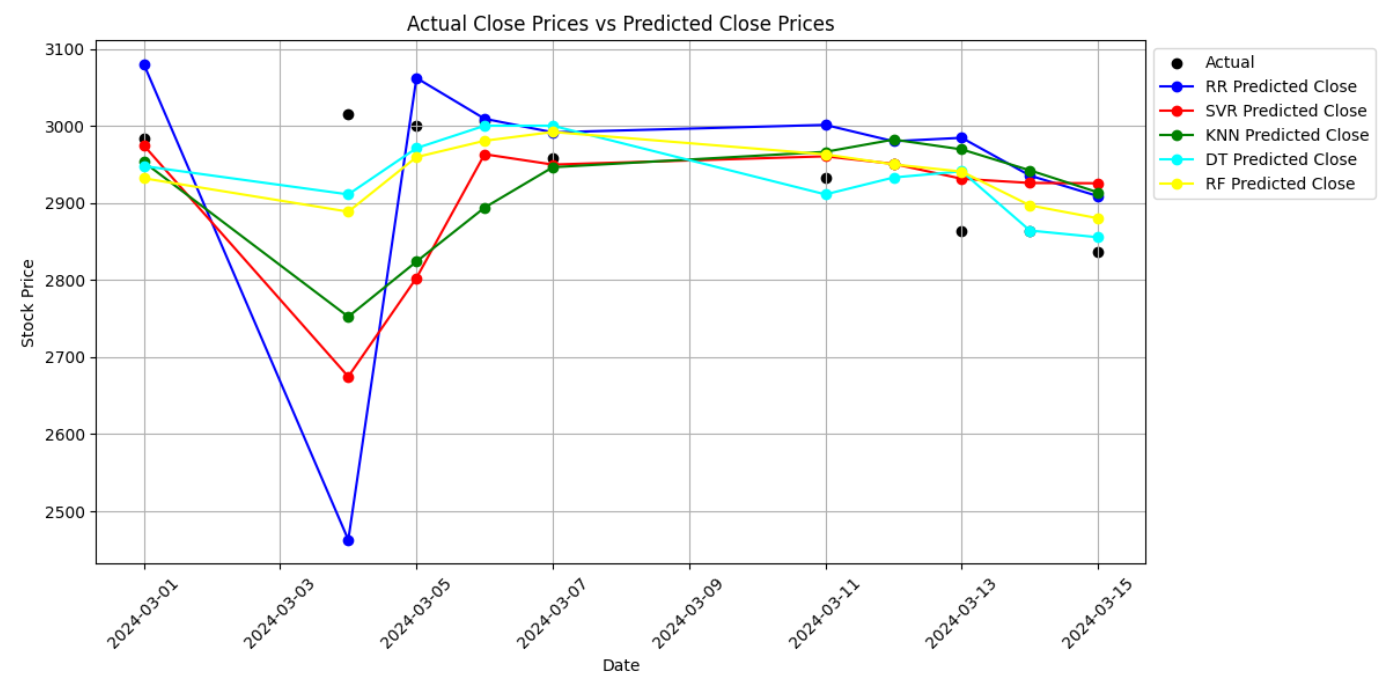 Actual Close Prices vs Predicted Close Prices
3100
3000
2900
2800
2700
2600
2500
Stock Price
2024-03-01
2024-03-03
2024-03-05
2024-03-07
2024-03-09
2024-03-11
2024-03-13
2024-03-15
Date
Actual
RR Predicted Close
SVR Predicted Close
KNN Predicted Close
DT Predicted Close
RF Predicted Close